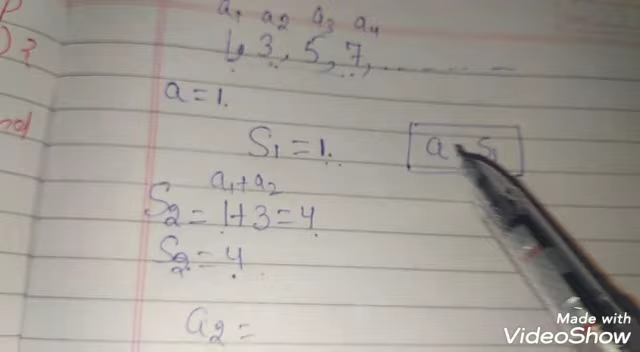 a1 a2 a3 a4
1, 3, 5, 7, ............
a = 1.
S1 = 1.
a = S1
a1 + a2
S2 = 1 + 3 = 4
S2 = 4
a2 =
Made with
VideoShow